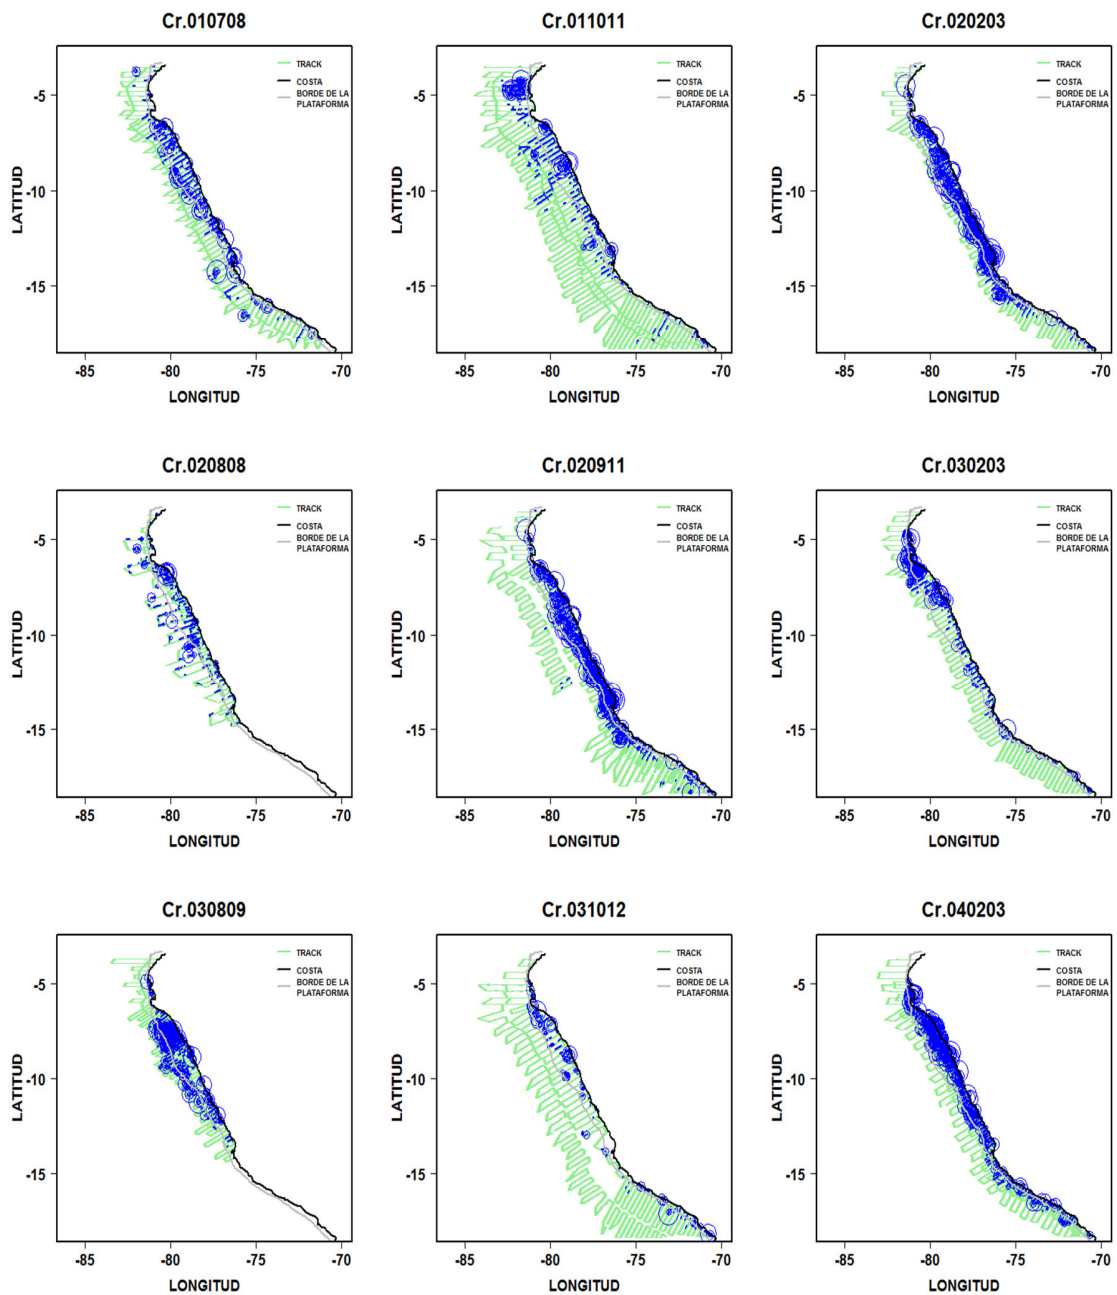 Cr.010708
Cr.011011
Cr.020203
TRACK
COSTA
BORDE DE LA
PLATAFORMA
TRACK
COSTA
BORDE DE LA
PLATAFORMA
TRACK
COSTA
BORDE DE LA
PLATAFORMA
LATITUD
-5
-10
-15
LATITUD
-5
-10
-15
LATITUD
-5
-10
-15
-85 -80 -75 -70
-85 -80 -75 -70
-85 -80 -75 -70
LONGITUD
LONGITUD
LONGITUD
Cr.020808
Cr.020911
Cr.030203
TRACK
COSTA
BORDE DE LA
PLATAFORMA
TRACK
COSTA
BORDE DE LA
PLATAFORMA
TRACK
COSTA
BORDE DE LA
PLATAFORMA
LATITUD
-5
-10
-15
LATITUD
-5
-10
-15
LATITUD
-5
-10
-15
-85 -80 -75 -70
-85 -80 -75 -70
-85 -80 -75 -70
LONGITUD
LONGITUD
LONGITUD
Cr.030809
Cr.031012
Cr.040203
TRACK
COSTA
BORDE DE LA
PLATAFORMA
TRACK
COSTA
BORDE DE LA
PLATAFORMA
TRACK
COSTA
BORDE DE LA
PLATAFORMA
LATITUD
-5
-10
-15
LATITUD
-5
-10
-15
LATITUD
-5
-10
-15
-85 -80 -75 -70
-85 -80 -75 -70
-85 -80 -75 -70
LONGITUD
LONGITUD
LONGITUD